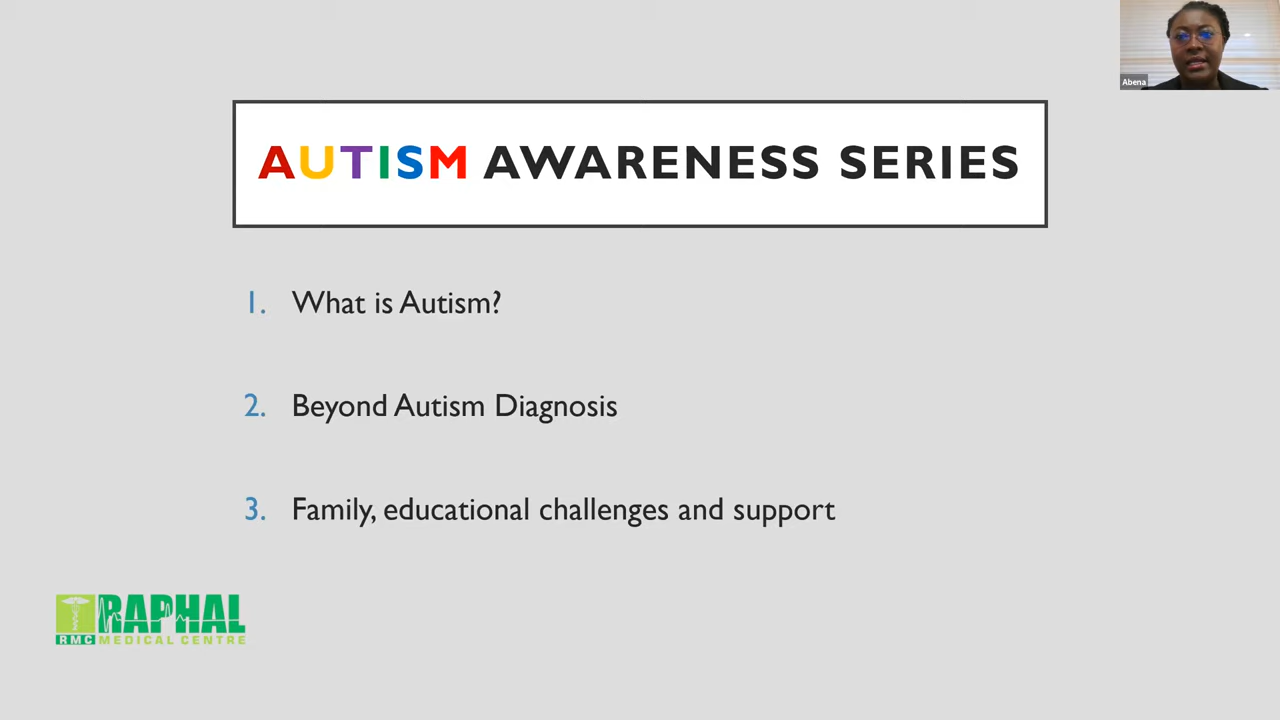 Abena
AUTISM AWARENESS SERIES
1. What is Autism?
2. Beyond Autism Diagnosis
3. Family, educational challenges and support
RAPHAL
RMC MEDICAL CENTRE